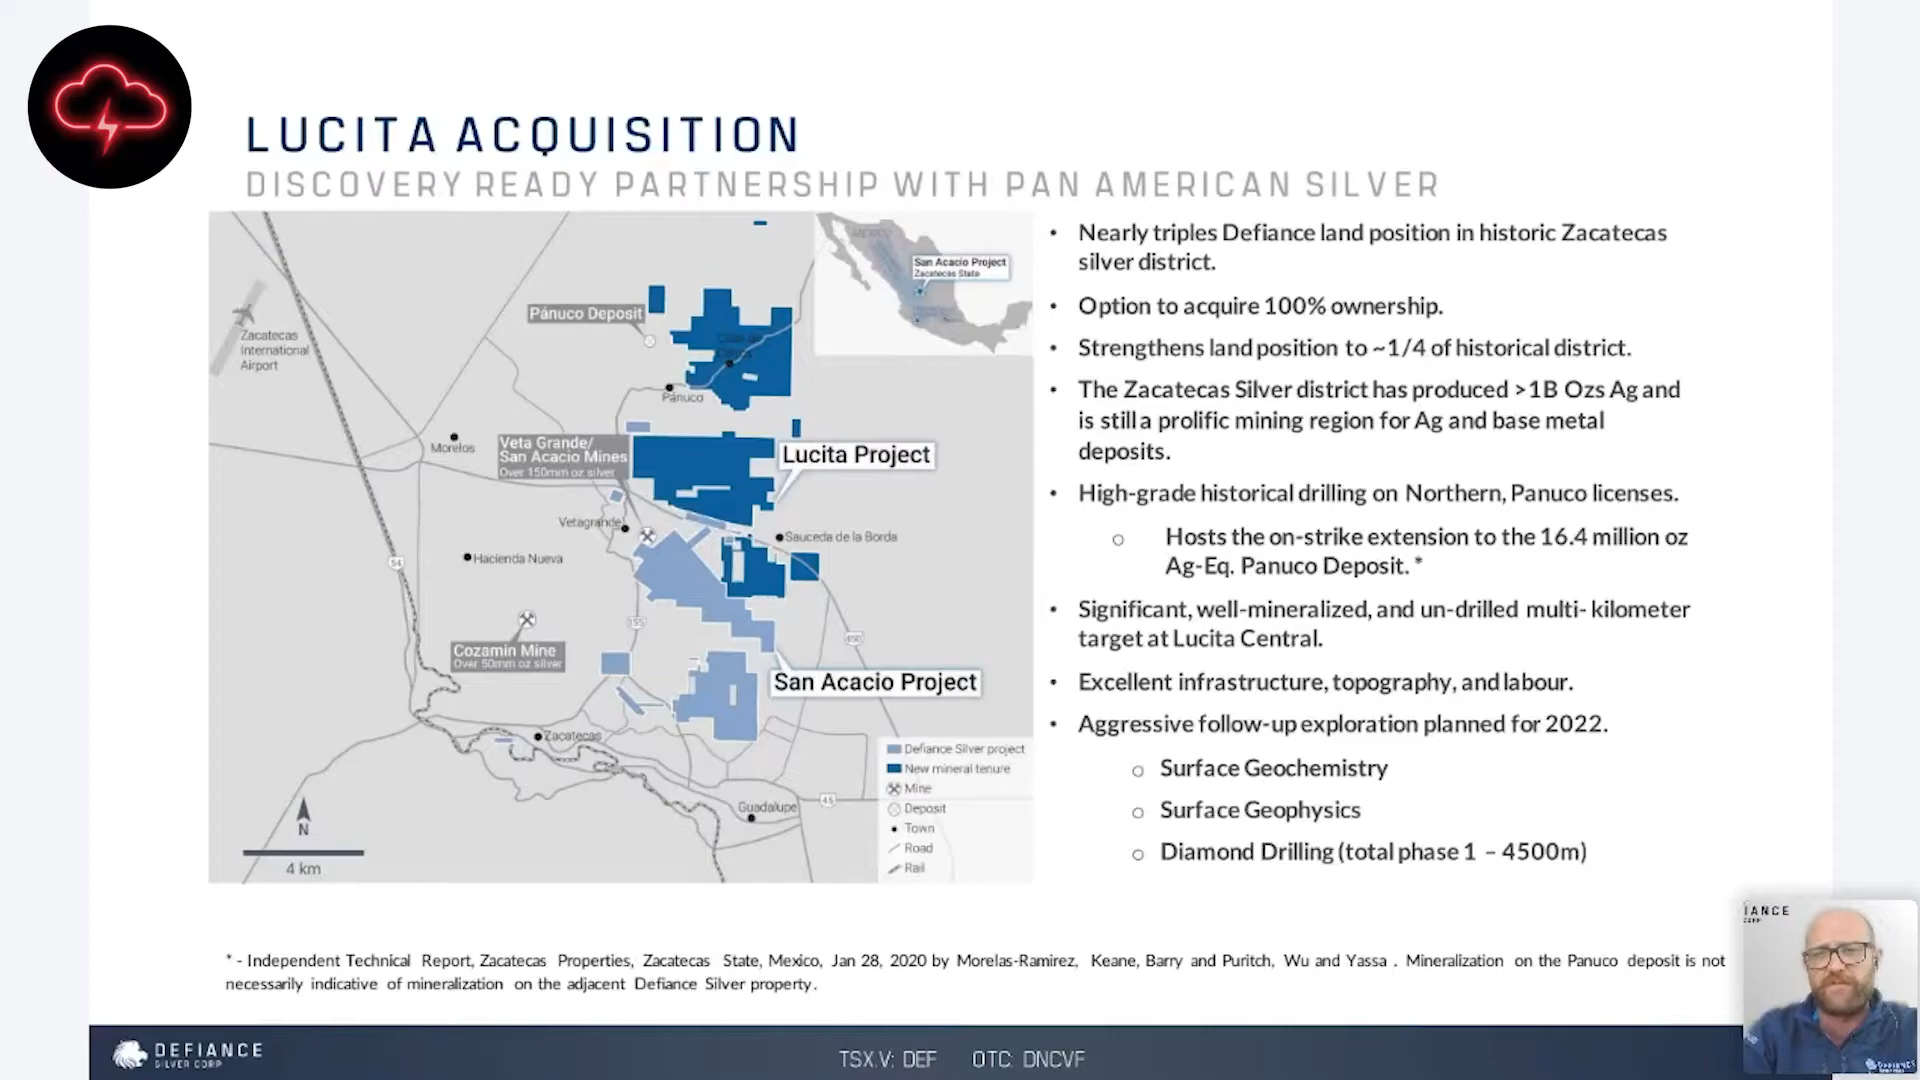 LUCITA ACQUISITION
DISCOVERY READY PARTNERSHIP WITH PAN AMERICAN SILVER
San Acacio Project
Zacatecas State
Pánuco Deposit
Zacatecas
International
Airport
Pánuco
Morelos
Veta Grande/
San Acacio Mines
Over 150mm oz silver
Lucita Project
Vetagrande
Sauceda de la Borda
Hacienda Nueva
54
155
Cozamin Mine
Over 50mm oz silver
San Acacio Project
Zacatecas
Guadalupe
45
N
4 km
Defiance Silver project
New mineral tenure
Mine
Deposit
Town
Road
Rail
• Nearly triples Defiance land position in historic Zacatecas
silver district.
• Option to acquire 100% ownership.
• Strengthens land position to ~1/4 of historical district.
• The Zacatecas Silver district has produced >1B Ozs Ag and
is still a prolific mining region for Ag and base metal
deposits.
• High-grade historical drilling on Northern, Panuco licenses.
o Hosts the on-strike extension to the 16.4 million oz
Ag-Eq. Panuco Deposit. *
• Significant, well-mineralized, and un-drilled multi- kilometer
target at Lucita Central.
• Excellent infrastructure, topography, and labour.
• Aggressive follow-up exploration planned for 2022.
o Surface Geochemistry
o Surface Geophysics
o Diamond Drilling (total phase 1 – 4500m)
* - Independent Technical Report, Zacatecas Properties, Zacatecas State, Mexico, Jan 28, 2020 by Morelas-Ramirez, Keane, Barry and Puritch, Wu and Yassa . Mineralization on the Panuco deposit is not
necessarily indicative of mineralization on the adjacent Defiance Silver property.
DEFIANCE
SILVER CORP
TSX.V: DEF OTC: DNCVF
IANCE
CORP
DEFIANCE